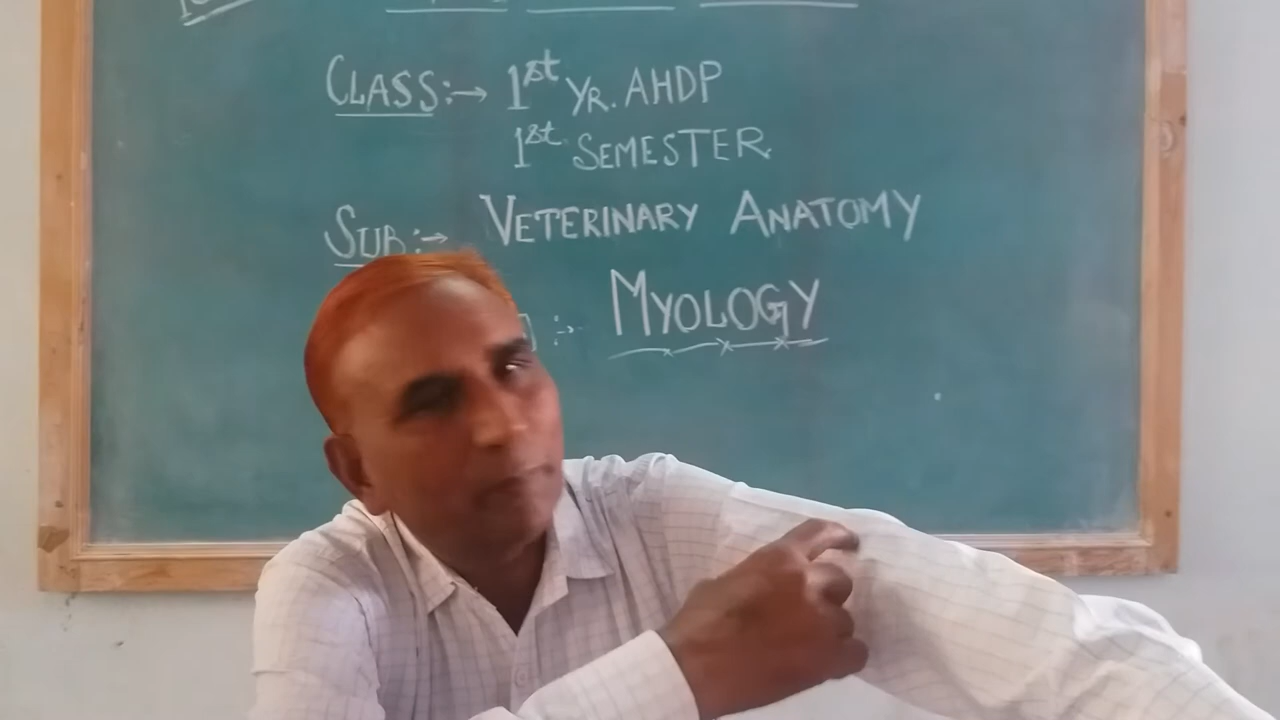 CLASS:→ 1st YR. AHDP
1st SEMESTER
SUB:→ VETERINARY ANATOMY
:→ MYOLOGY